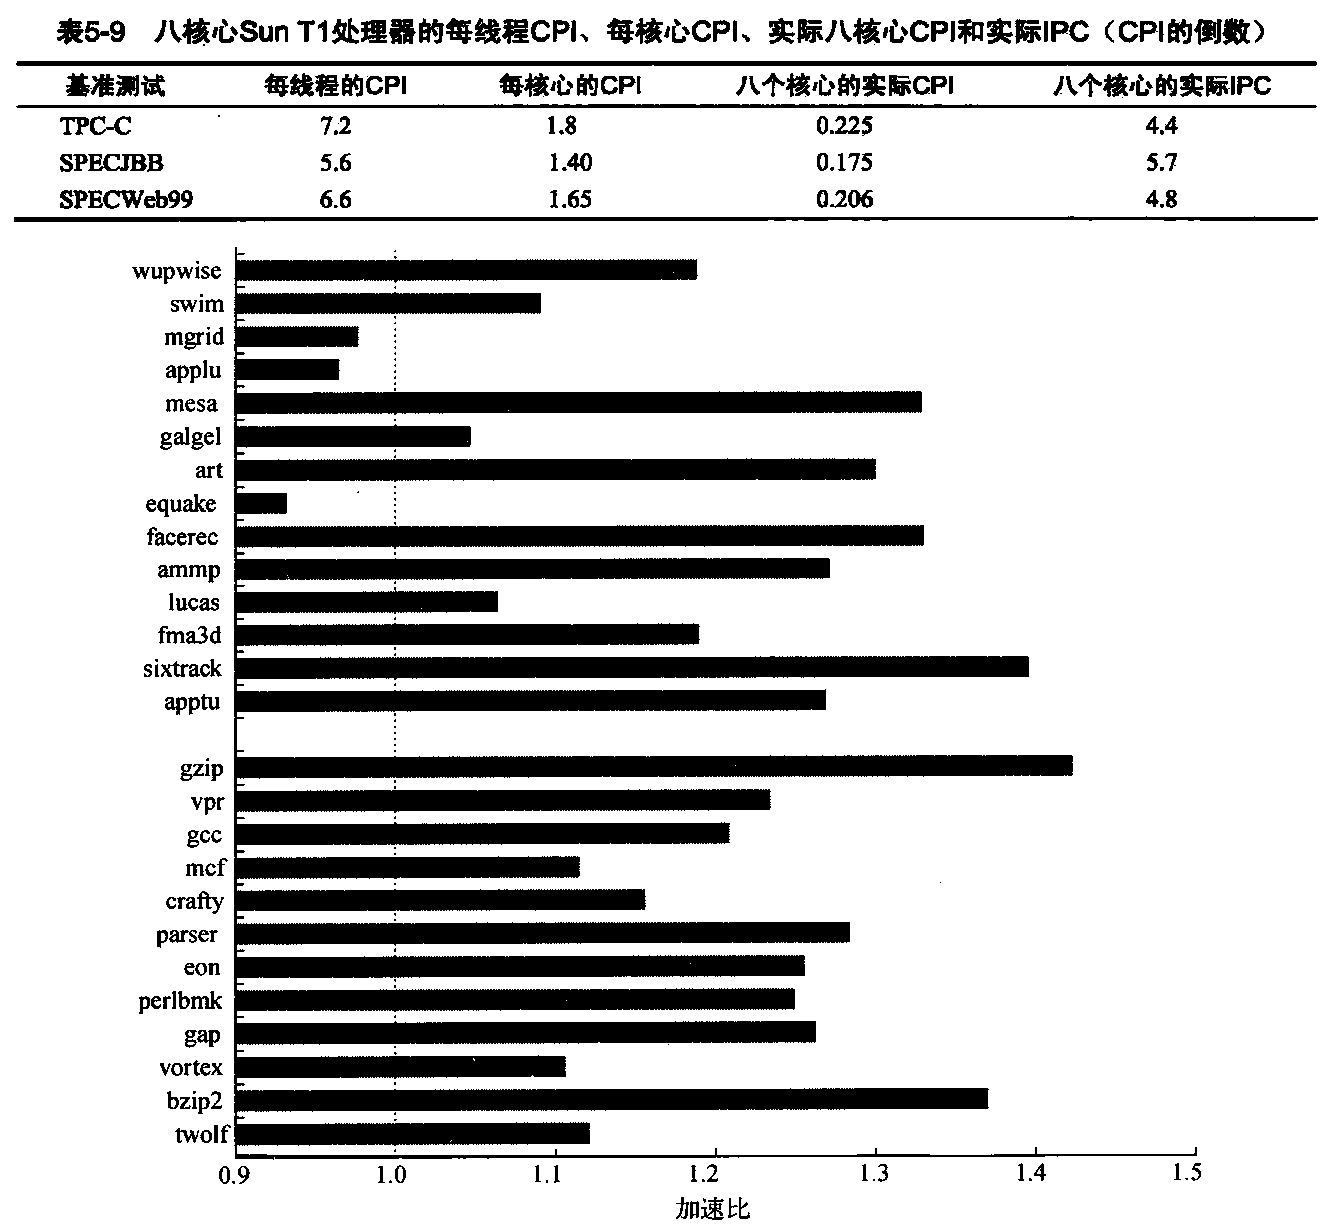 表5-9 八核心Sun T1处理器的每线程CPI、每核心CPI、实际八核心CPI和实际IPC（CPI的倒数）
基准测试 每线程的CPI 每核心的CPI 八个核心的实际CPI 八个核心的实际IPC
TPC-C 7.2 1.8 0.225 4.4
SPECJBB 5.6 1.40 0.175 5.7
SPECWeb99 6.6 1.65 0.206 4.8
wupwise
swim
mgrid
applu
mesa
galgel
art
equake
facerec
ammp
lucas
fma3d
sixtrack
apptu
gzip
vpr
gcc
mcf
crafty
parser
eon
perlbmk
gap
vortex
bzip2
twolf
0.9 1.0 1.1 1.2 1.3 1.4 1.5
加速比